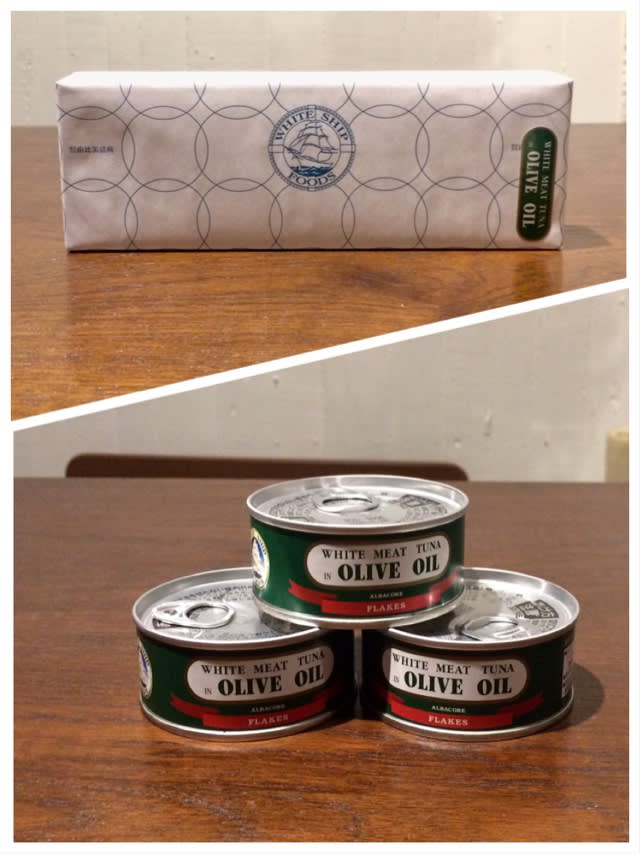 WHITE SHIP
FOODS
WHITE MEAT TUNA
IN OLIVE OIL
WHITE MEAT TUNA
IN OLIVE OIL
ALBACORE
FLAKES
WHITE MEAT TUNA
IN OLIVE OIL
ALBACORE
FLAKES
WHITE MEAT TUNA
IN OLIVE OIL
ALBACORE
FLAKES